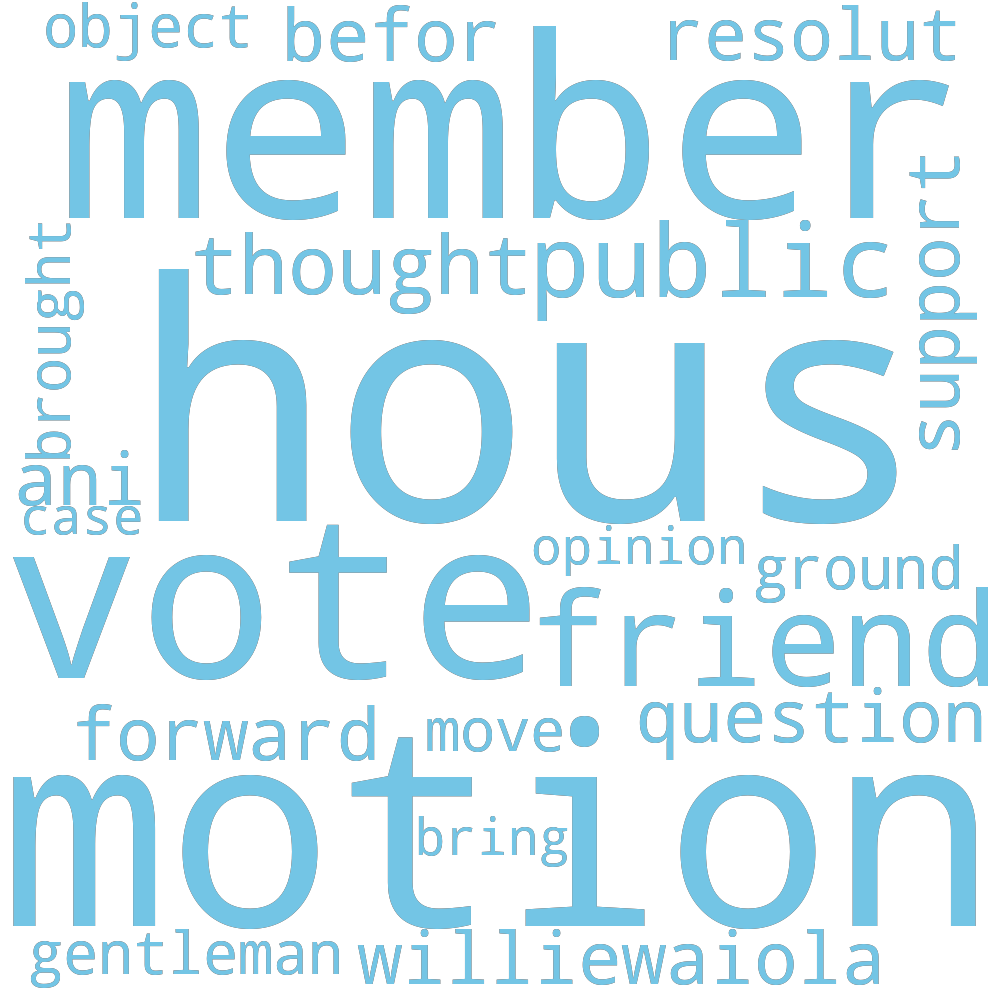 object befor resolut
member
support
brought
thought public
hous
ani
case
vote
opinion
ground
friend
forward move question
motion
bring
gentleman williewaiola